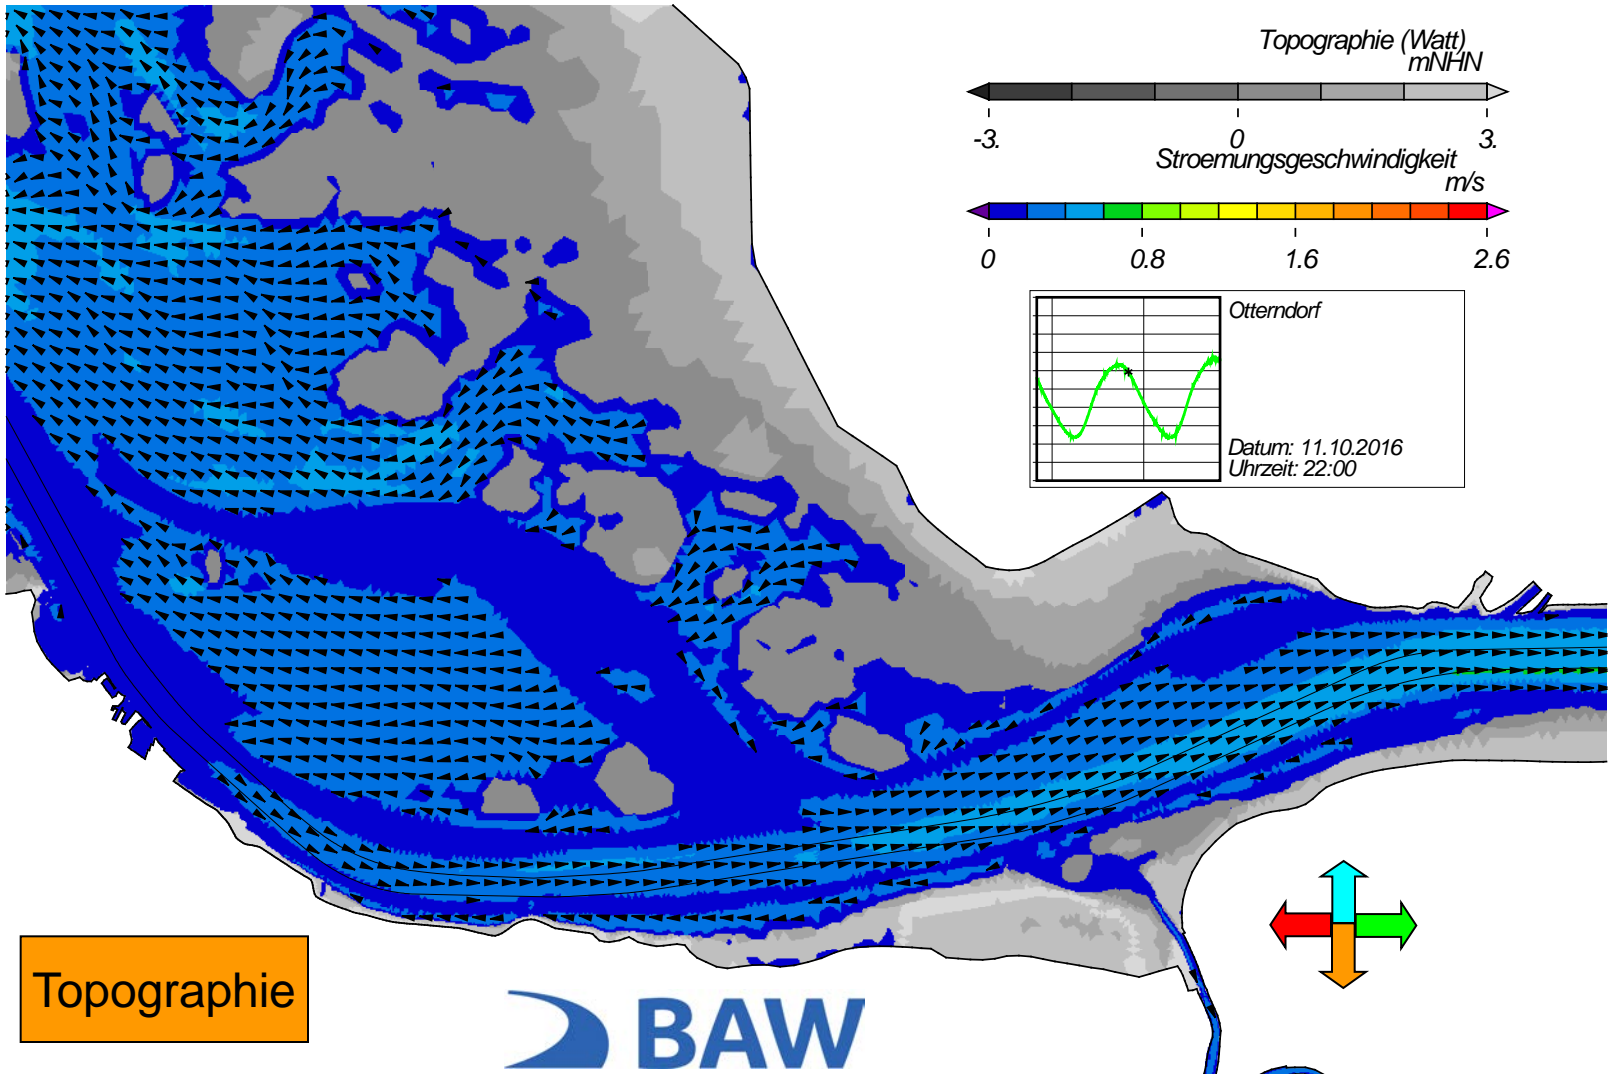 Topographie (Watt)
mNHN
-3. 0 3.
Stroemungsgeschwindigkeit
m/s
0 0.8 1.6 2.6
Otterndorf
Datum: 11.10.2016
Uhrzeit: 22:00
Topographie
BAW